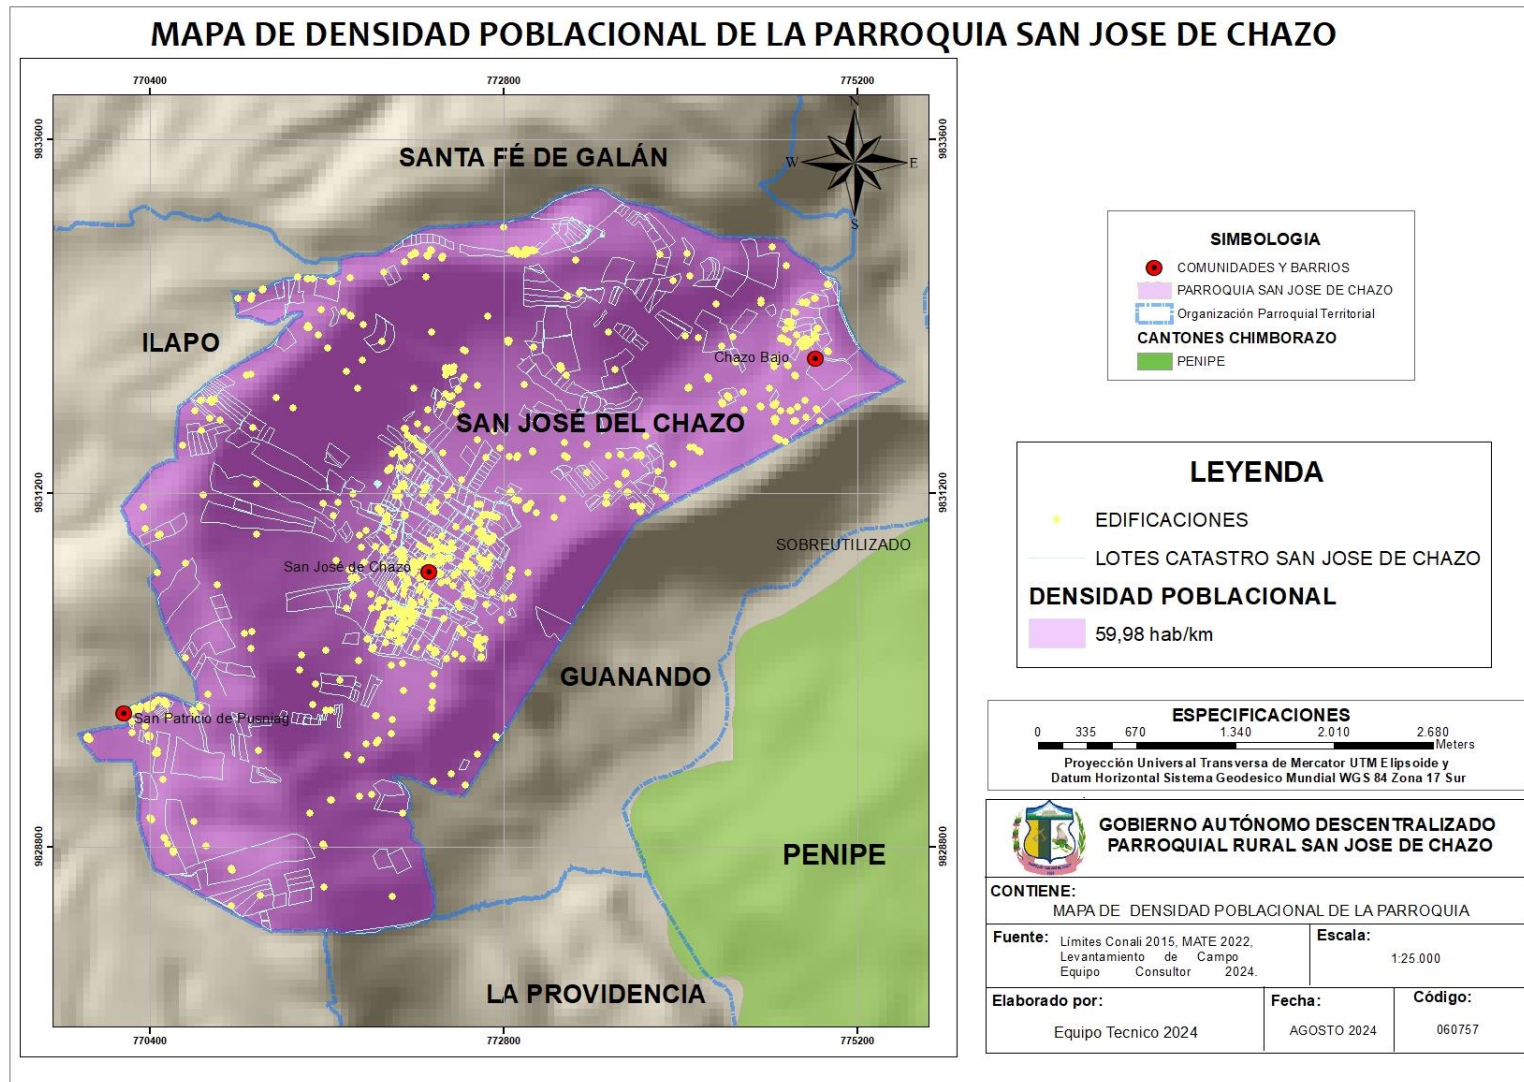 MAPA DE DENSIDAD POBLACIONAL DE LA PARROQUIA SAN JOSE DE CHAZO
770400
772800
775200
9833600
9833600
N
W
E
S
SANTA FÉ DE GALÁN
ILAPO
Chazo Bajo
SAN JOSÉ DEL CHAZO
9831200
9831200
SOBREUTILIZADO
San José de Chazo
GUANANDO
San Patricio de Pusniag
9828800
9828800
PENIPE
LA PROVIDENCIA
770400
772800
775200
SIMBOLOGIA
COMUNIDADES Y BARRIOS
PARROQUIA SAN JOSE DE CHAZO
Organización Parroquial Territorial
CANTONES CHIMBORAZO
PENIPE
LEYENDA
EDIFICACIONES
LOTES CATASTRO SAN JOSE DE CHAZO
DENSIDAD POBLACIONAL
59,98 hab/km
ESPECIFICACIONES
0 335 670 1.340 2.010 2.680
Meters
Proyección Universal Transversa de Mercator UTM Elipsoide y
Datum Horizontal Sistema Geodesico Mundial WGS 84 Zona 17 Sur
GOBIERNO AUTÓNOMO DESCENTRALIZADO
PARROQUIAL RURAL SAN JOSE DE CHAZO
CONTIENE:
MAPA DE DENSIDAD POBLACIONAL DE LA PARROQUIA
Fuente: Límites Conali 2015, MATE 2022,
Levantamiento de Campo
Equipo Consultor 2024.
Escala:
1:25.000
Elaborado por:
Equipo Tecnico 2024
Fecha:
AGOSTO 2024
Código:
060757